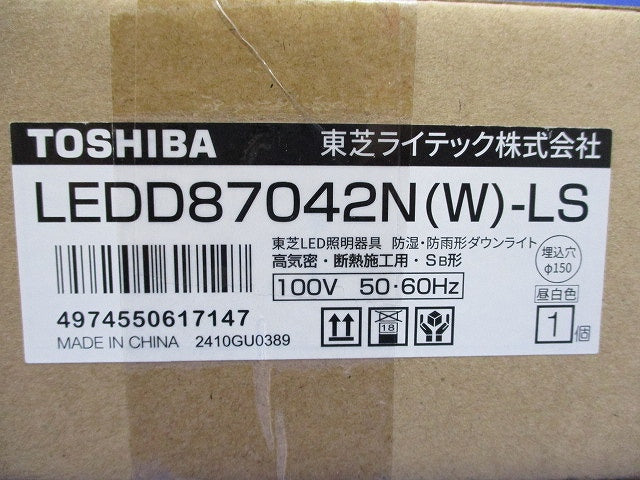 TOSHIBA 東芝ライテック株式会社
LEDD87042N(W)-LS
東芝LED照明器具 防湿・防雨形ダウンライト
高気密・断熱施工用・SB形
埋込穴
φ150
100V 50・60Hz
昼白色
4974550617147
18
1個
MADE IN CHINA 2410GU0389